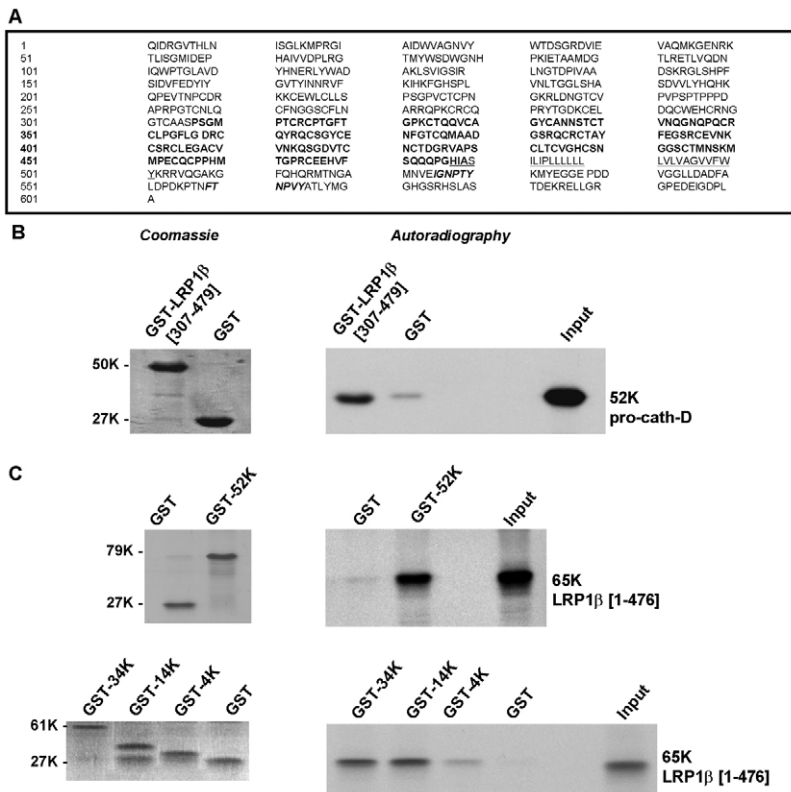 A
1 QIDRGVTHLN ISGLKMPRGI AIDWVAGNVY WTDSGRDVIE VAQMKGENRK
51 TLISGMIDEP HAIVVDPLRG TMYWSDWGNH PKIETAAMDG TLRETLVQDN
101 IQWPTGLAVD YHNERLYWAD AKLSVIGSIR LNGTDPIVAA DSKRGLSHPF
151 SIDVFEDYIY GVTYINNRVF KIHKFGHSPL VNLTGGLSHA SDVVLYHQHK
201 QPEVTNPCDR KKCEWLCLLS PSGPVCTCPN GKRLDNGTCV PVPSPTPPPD
251 APRPGTCNLQ CFNGGSCFLN ARRQPKCRCQ PRYTGDKCEL DQCWEHCRNG
301 GTCAASPSGM PTCRCPTGFT GPKCTQQVCA GYCANNSTCT VNQGNQPQCR
351 CLPGFLG DRC QYRQCSGYCE NFGTCQMAAD GSRQCRCTAY FEGSRCEVNK
401 CSRCLEGACV VNKQSGDVTC NCTDGRVAPS CLTCVGHCSN GGSCTMNSKM
451 MPECQCPPHM TGPRCEEHVF SQQQPGHIAS ILIPLLLLLL LVLVAGVVFW
501 YKRRVQGAKG FQHQRMTNGA MNVEIGNPTY KMYEGGE PDD VGGLLDADFA
551 LDPDKPTNFT NPVYATLYMG GHGSRHSLAS TDEKRELLGR GPEDEIGDPL
601 A
B
Coomassie Autoradiography
GST-LRP1β [307-479] GST GST-LRP1β [307-479] GST Input
50K
27K -
52K
pro-cath-D
C
GST GST-52K GST GST-52K Input
79K -
27K -
65K
LRP1β [1-476]
GST-34K GST-14K GST-4K GST GST-34K GST-14K GST-4K GST Input
61K -
27K -
65K
LRP1β [1-476]